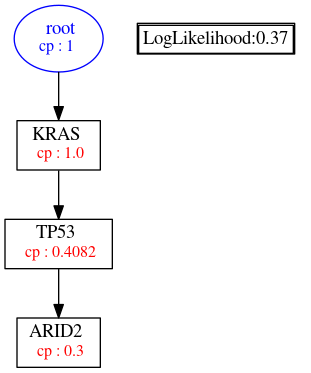 root
cp : 1
LogLikelihood:0.37
KRAS
cp : 1.0
TP53
cp : 0.4082
ARID2
cp : 0.3